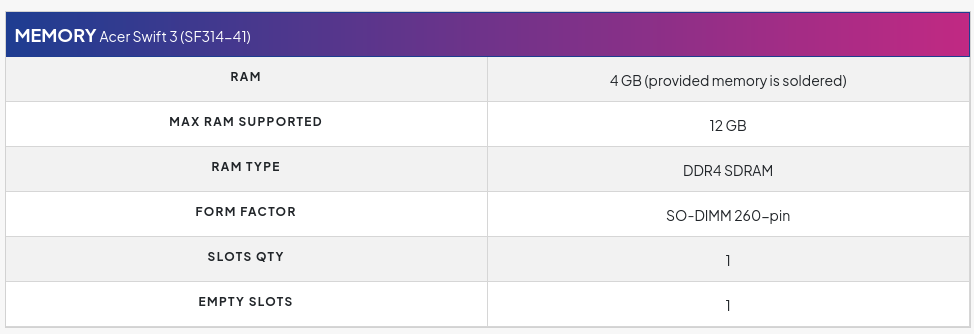 MEMORY Acer Swift 3 (SF314-41)
RAM 4 GB (provided memory is soldered)
MAX RAM SUPPORTED 12 GB
RAM TYPE DDR4 SDRAM
FORM FACTOR SO-DIMM 260-pin
SLOTS QTY 1
EMPTY SLOTS 1